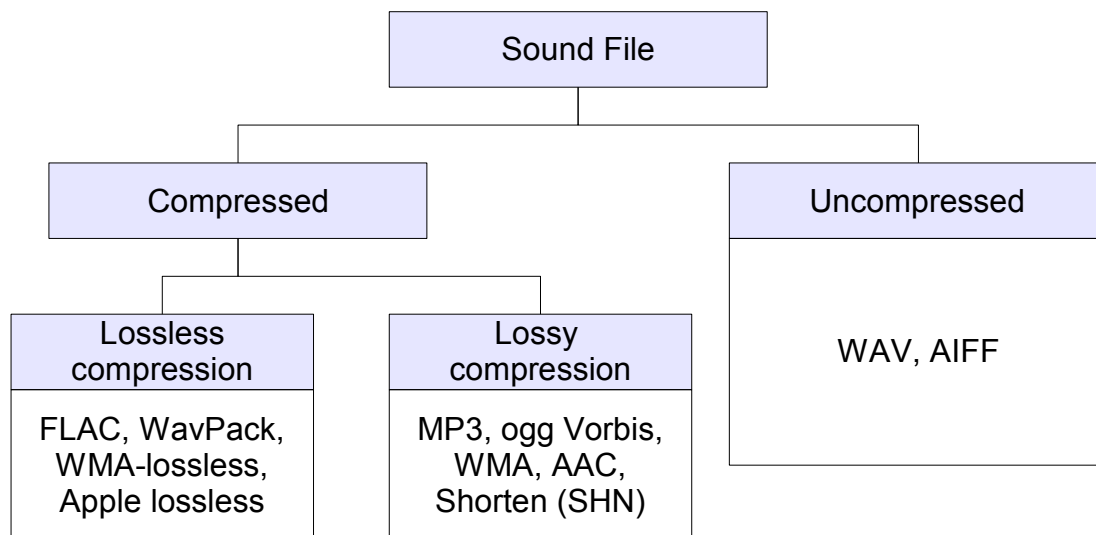 Sound File
Compressed
Uncompressed
Lossless
compression
Lossy
compression
WAV, AIFF
FLAC, WavPack,
WMA-lossless,
Apple lossless
MP3, ogg Vorbis,
WMA, AAC,
Shorten (SHN)